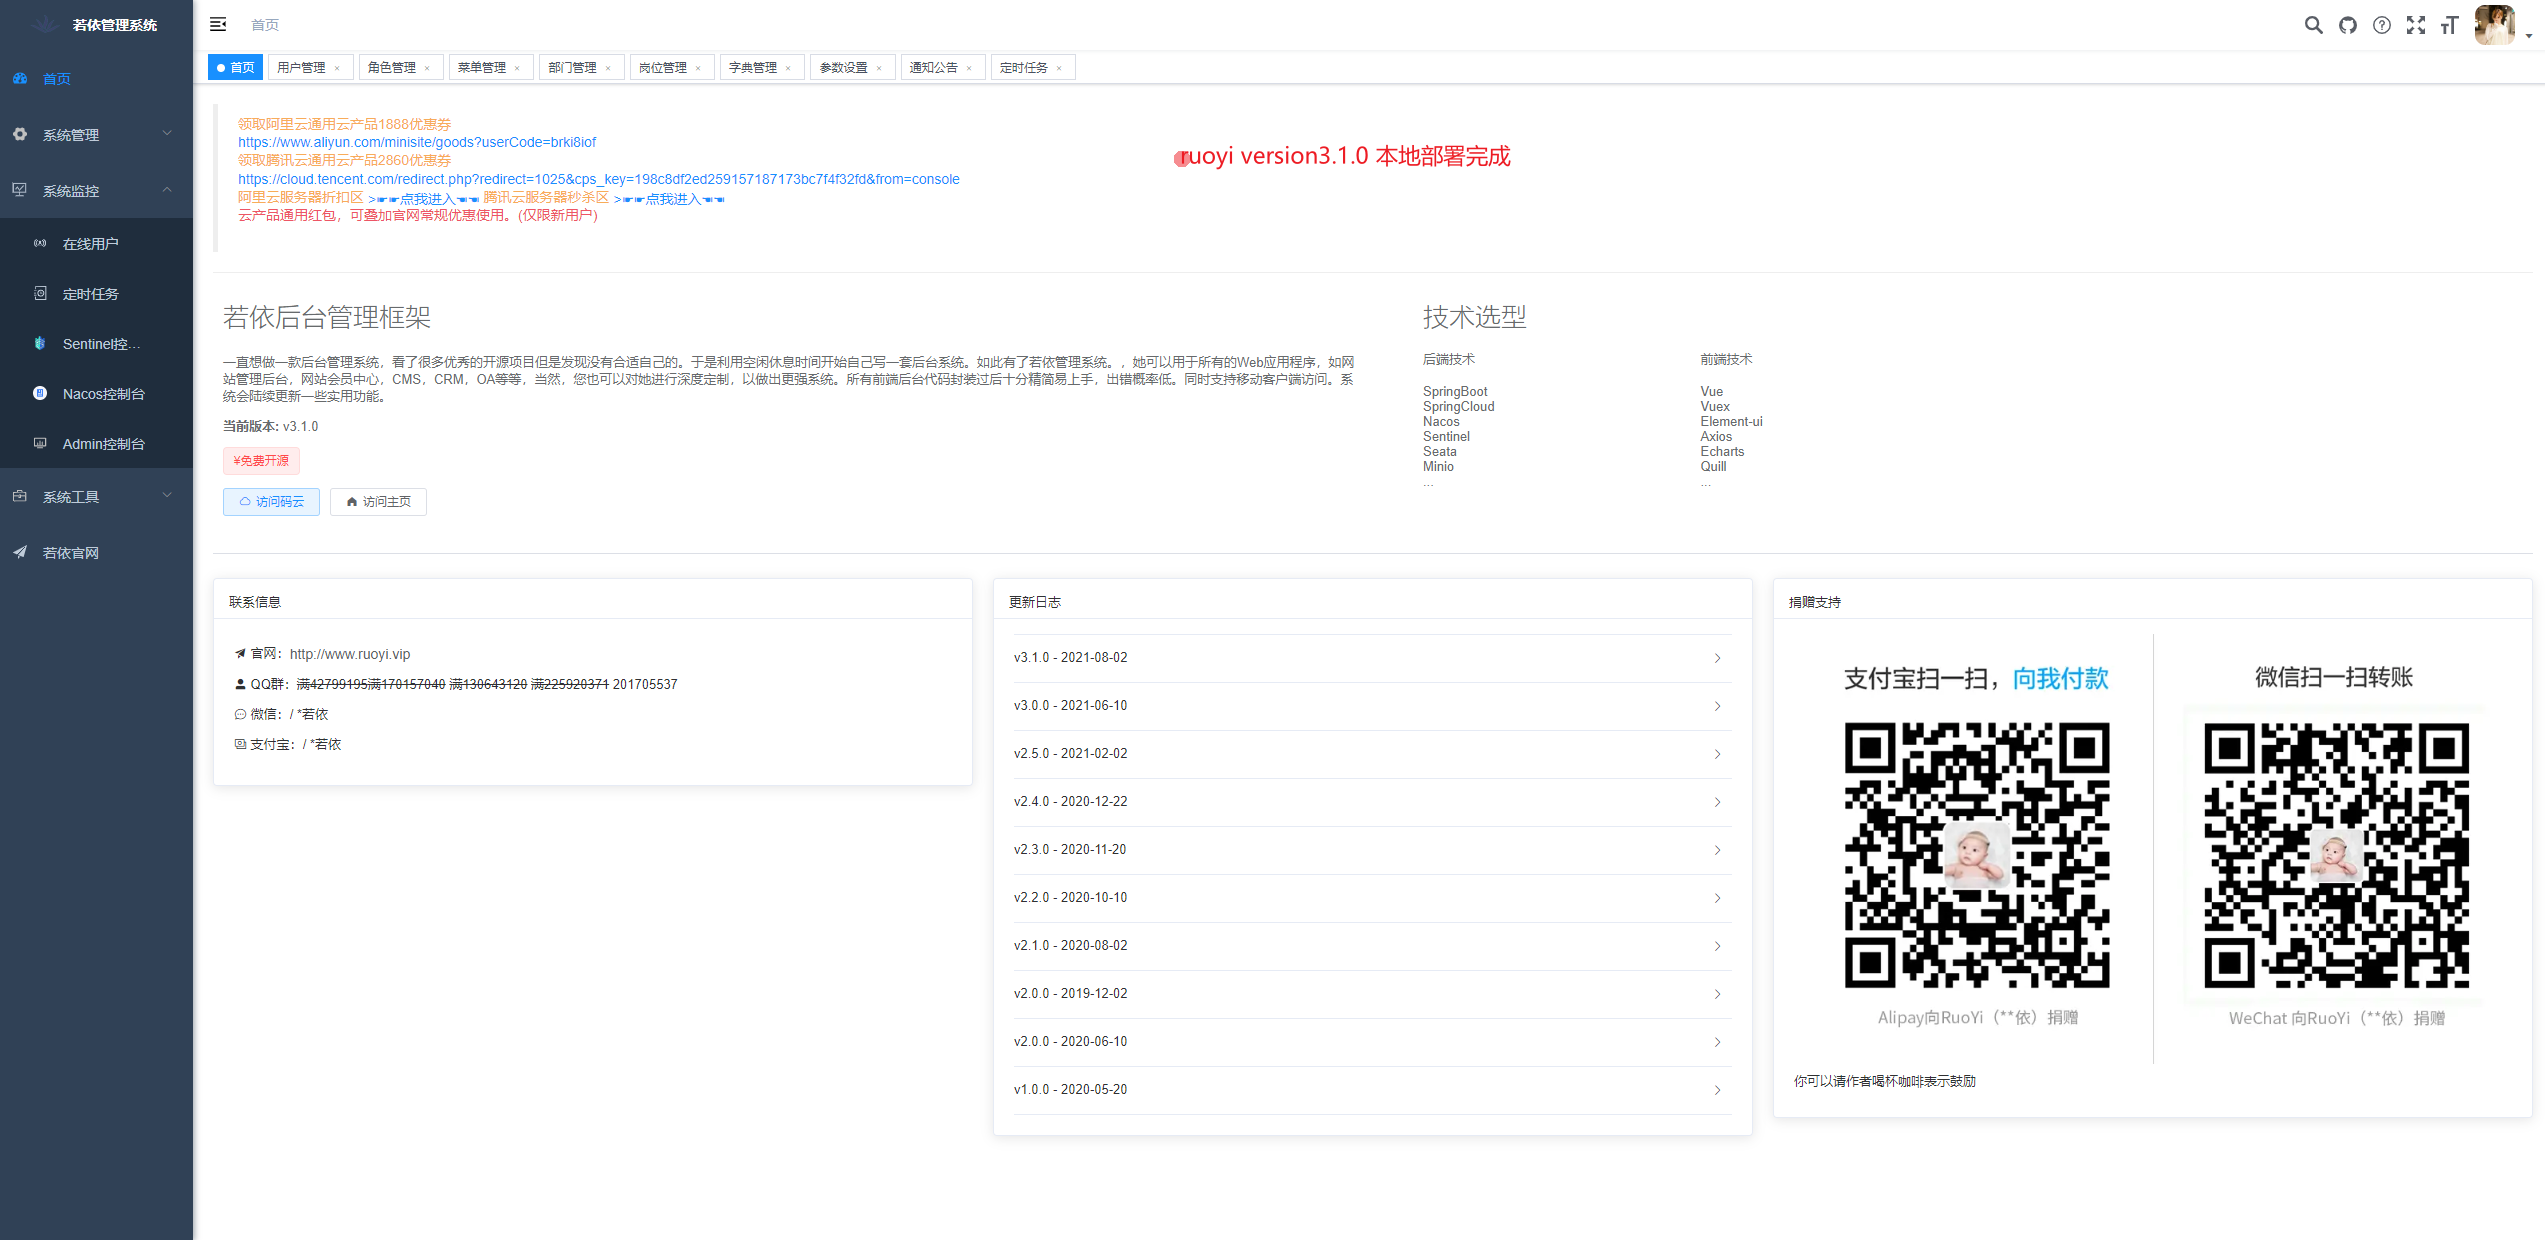 若依管理系统
首页
系统管理
系统监控
在线用户
定时任务
Sentinel控...
Nacos控制台
Admin控制台
系统工具
若依官网
首页
首页 用户管理 × 角色管理 × 菜单管理 × 部门管理 × 岗位管理 × 字典管理 × 参数设置 × 通知公告 × 定时任务 ×
领取阿里云通用云产品1888优惠券
https://www.aliyun.com/minisite/goods?userCode=brki8iof
领取腾讯云通用云产品2860优惠券
https://cloud.tencent.com/redirect.php?redirect=1025&cps_key=198c8df2ed259157187173bc7f4f32fd&from=console
阿里云服务器折扣区 >☛☛点我进入☚☚ 腾讯云服务器秒杀区 >☛☛点我进入☚☚
云产品通用红包，可叠加官网常规优惠使用。(仅限新用户)
ruoyi version3.1.0 本地部署完成
若依后台管理框架
一直想做一款后台管理系统，看了很多优秀的开源项目但是发现没有合适自己的。于是利用空闲休息时间开始自己写一套后台系统。如此有了若依管理系统。，她可以用于所有的Web应用程序，如网
站管理后台，网站会员中心，CMS，CRM，OA等等，当然，您也可以对她进行深度定制，以做出更强系统。所有前端后台代码封装过后十分精简易上手，出错概率低。同时支持移动客户端访问。系
统会陆续更新一些实用功能。
当前版本: v3.1.0
¥免费开源
访问码云 访问主页
技术选型
后端技术
SpringBoot
SpringCloud
Nacos
Sentinel
Seata
Minio
...
前端技术
Vue
Vuex
Element-ui
Axios
Echarts
Quill
...
联系信息
官网：http://www.ruoyi.vip
QQ群：满42799195满170157040 满130643120 满225920371 201705537
微信：/ *若依
支付宝：/ *若依
更新日志
v3.1.0 - 2021-08-02
v3.0.0 - 2021-06-10
v2.5.0 - 2021-02-02
v2.4.0 - 2020-12-22
v2.3.0 - 2020-11-20
v2.2.0 - 2020-10-10
v2.1.0 - 2020-08-02
v2.0.0 - 2019-12-02
v2.0.0 - 2020-06-10
v1.0.0 - 2020-05-20
捐赠支持
支付宝扫一扫，向我付款
Alipay向RuoYi（**依）捐赠
微信扫一扫转账
WeChat 向RuoYi（**依）捐赠
你可以请作者喝杯咖啡表示鼓励